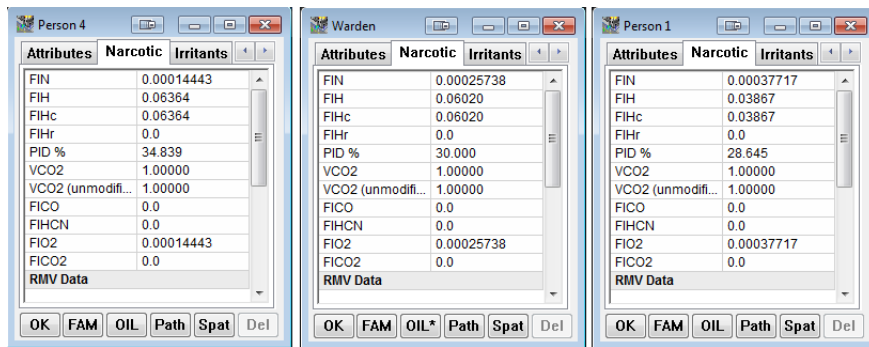 Person 4
Attributes Narcotic Irritants
FIN 0.00014443
FIH 0.06364
FIHc 0.06364
FIHr 0.0
PID % 34.839
VCO2 1.00000
VCO2 (unmodifi... 1.00000
FICO 0.0
FIHCN 0.0
FIO2 0.00014443
FICO2 0.0
RMV Data
OK FAM OIL Path Spat Del
Warden
Attributes Narcotic Irritants
FIN 0.00025738
FIH 0.06020
FIHc 0.06020
FIHr 0.0
PID % 30.000
VCO2 1.00000
VCO2 (unmodifi... 1.00000
FICO 0.0
FIHCN 0.0
FIO2 0.00025738
FICO2 0.0
RMV Data
OK FAM OIL* Path Spat Del
Person 1
Attributes Narcotic Irritants
FIN 0.00037717
FIH 0.03867
FIHc 0.03867
FIHr 0.0
PID % 28.645
VCO2 1.00000
VCO2 (unmodifi... 1.00000
FICO 0.0
FIHCN 0.0
FIO2 0.00037717
FICO2 0.0
RMV Data
OK FAM OIL Path Spat Del